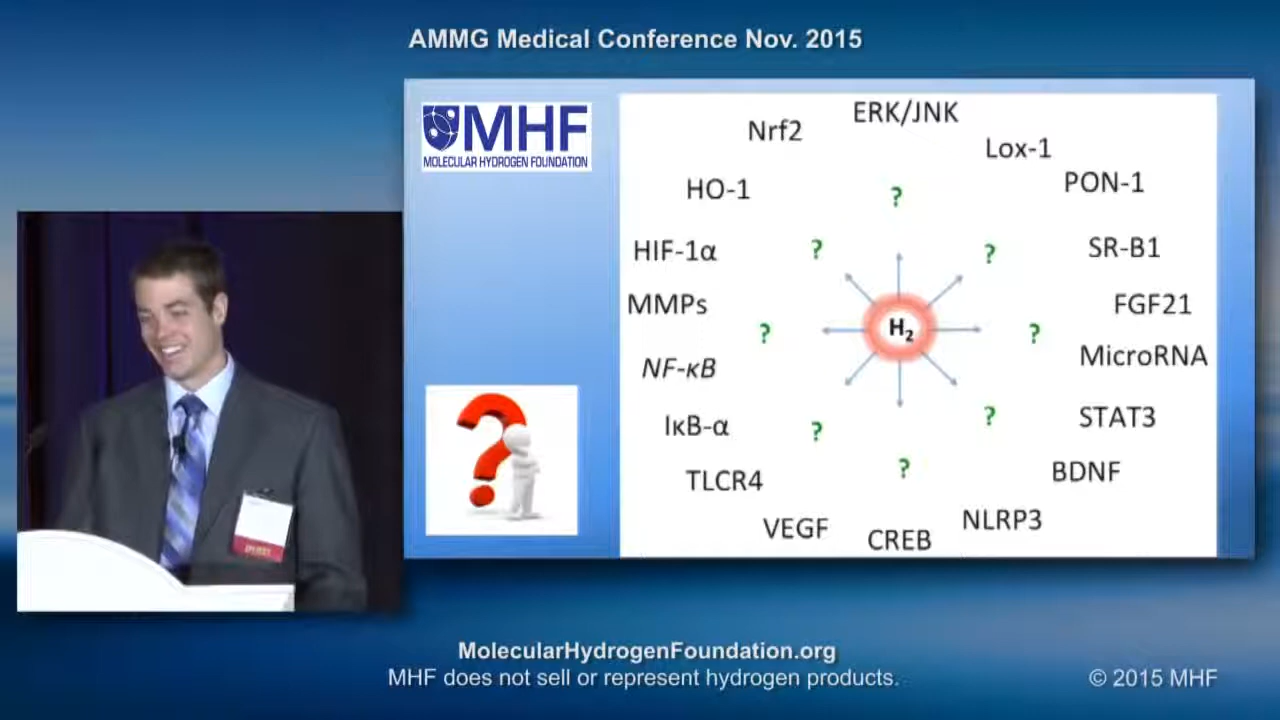 AMMG Medical Conference Nov. 2015
MHF
MOLECULAR HYDROGEN FOUNDATION
ERK/JNK
Nrf2
Lox-1
HO-1
PON-1
?
HIF-1α
?
?
SR-B1
MMPs
FGF21
?
H₂
?
NF-κB
MicroRNA
IκB-α
?
?
STAT3
TLCR4
?
BDNF
VEGF
CREB
NLRP3
?
MolecularHydrogenFoundation.org
MHF does not sell or represent hydrogen products.
© 2015 MHF